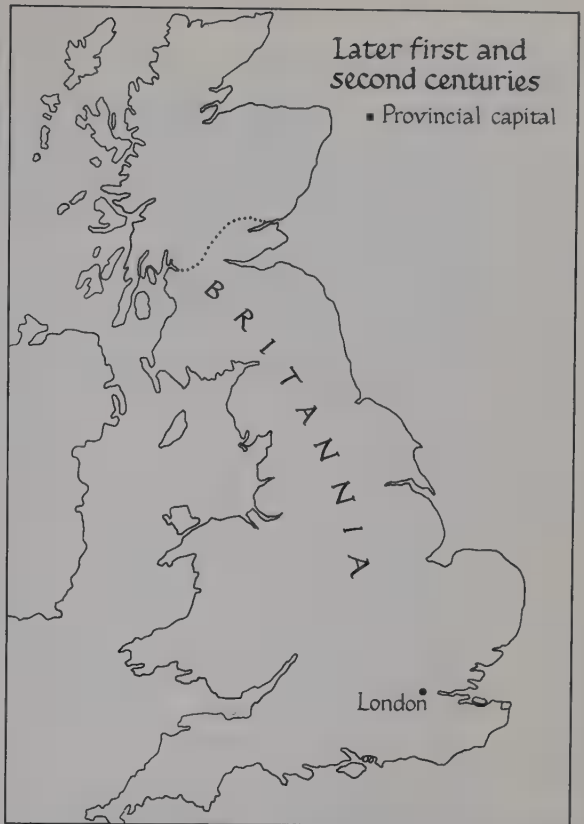 Later first and
second centuries
▪ Provincial capital
BRITANNIA
London